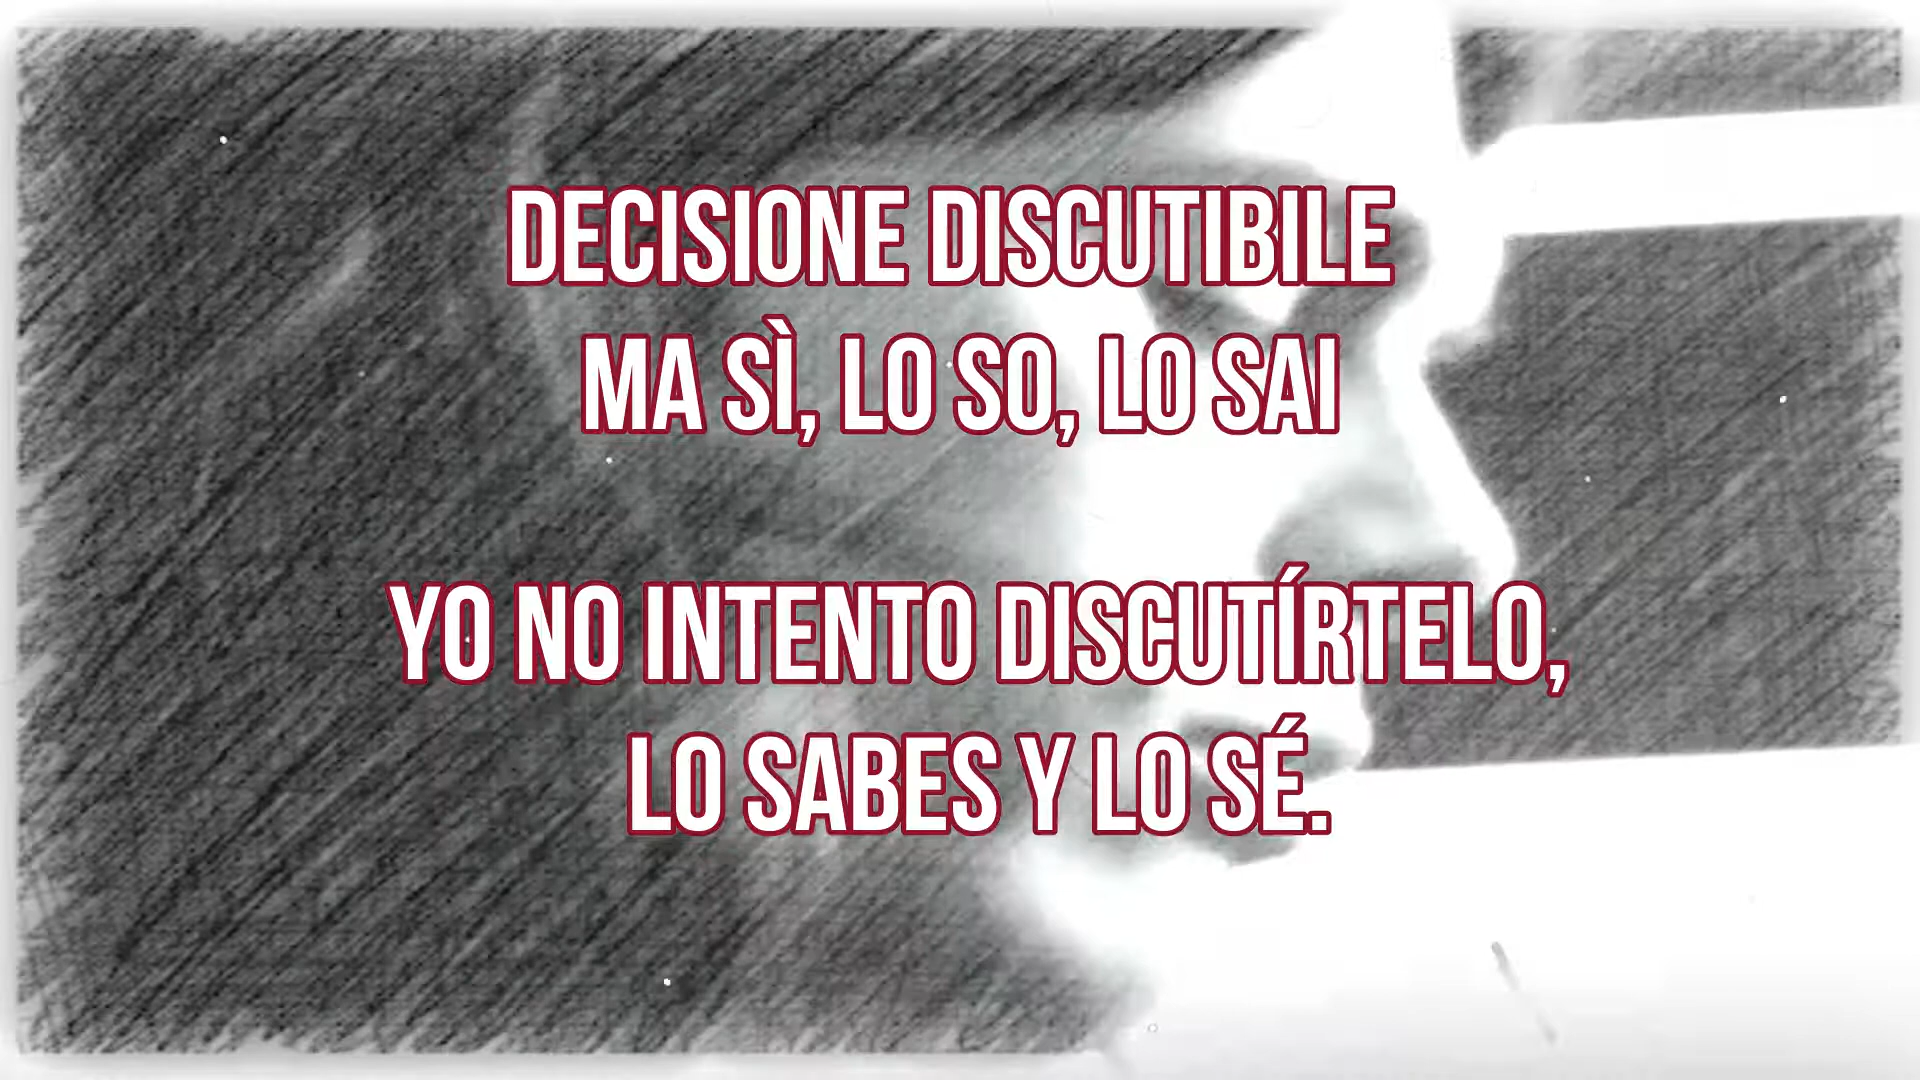 DECISIONE DISCUTIBILE
MA SÌ, LO SO, LO SAI
YO NO INTENTO DISCUTÍRTELO,
LO SABES Y LO SÉ.